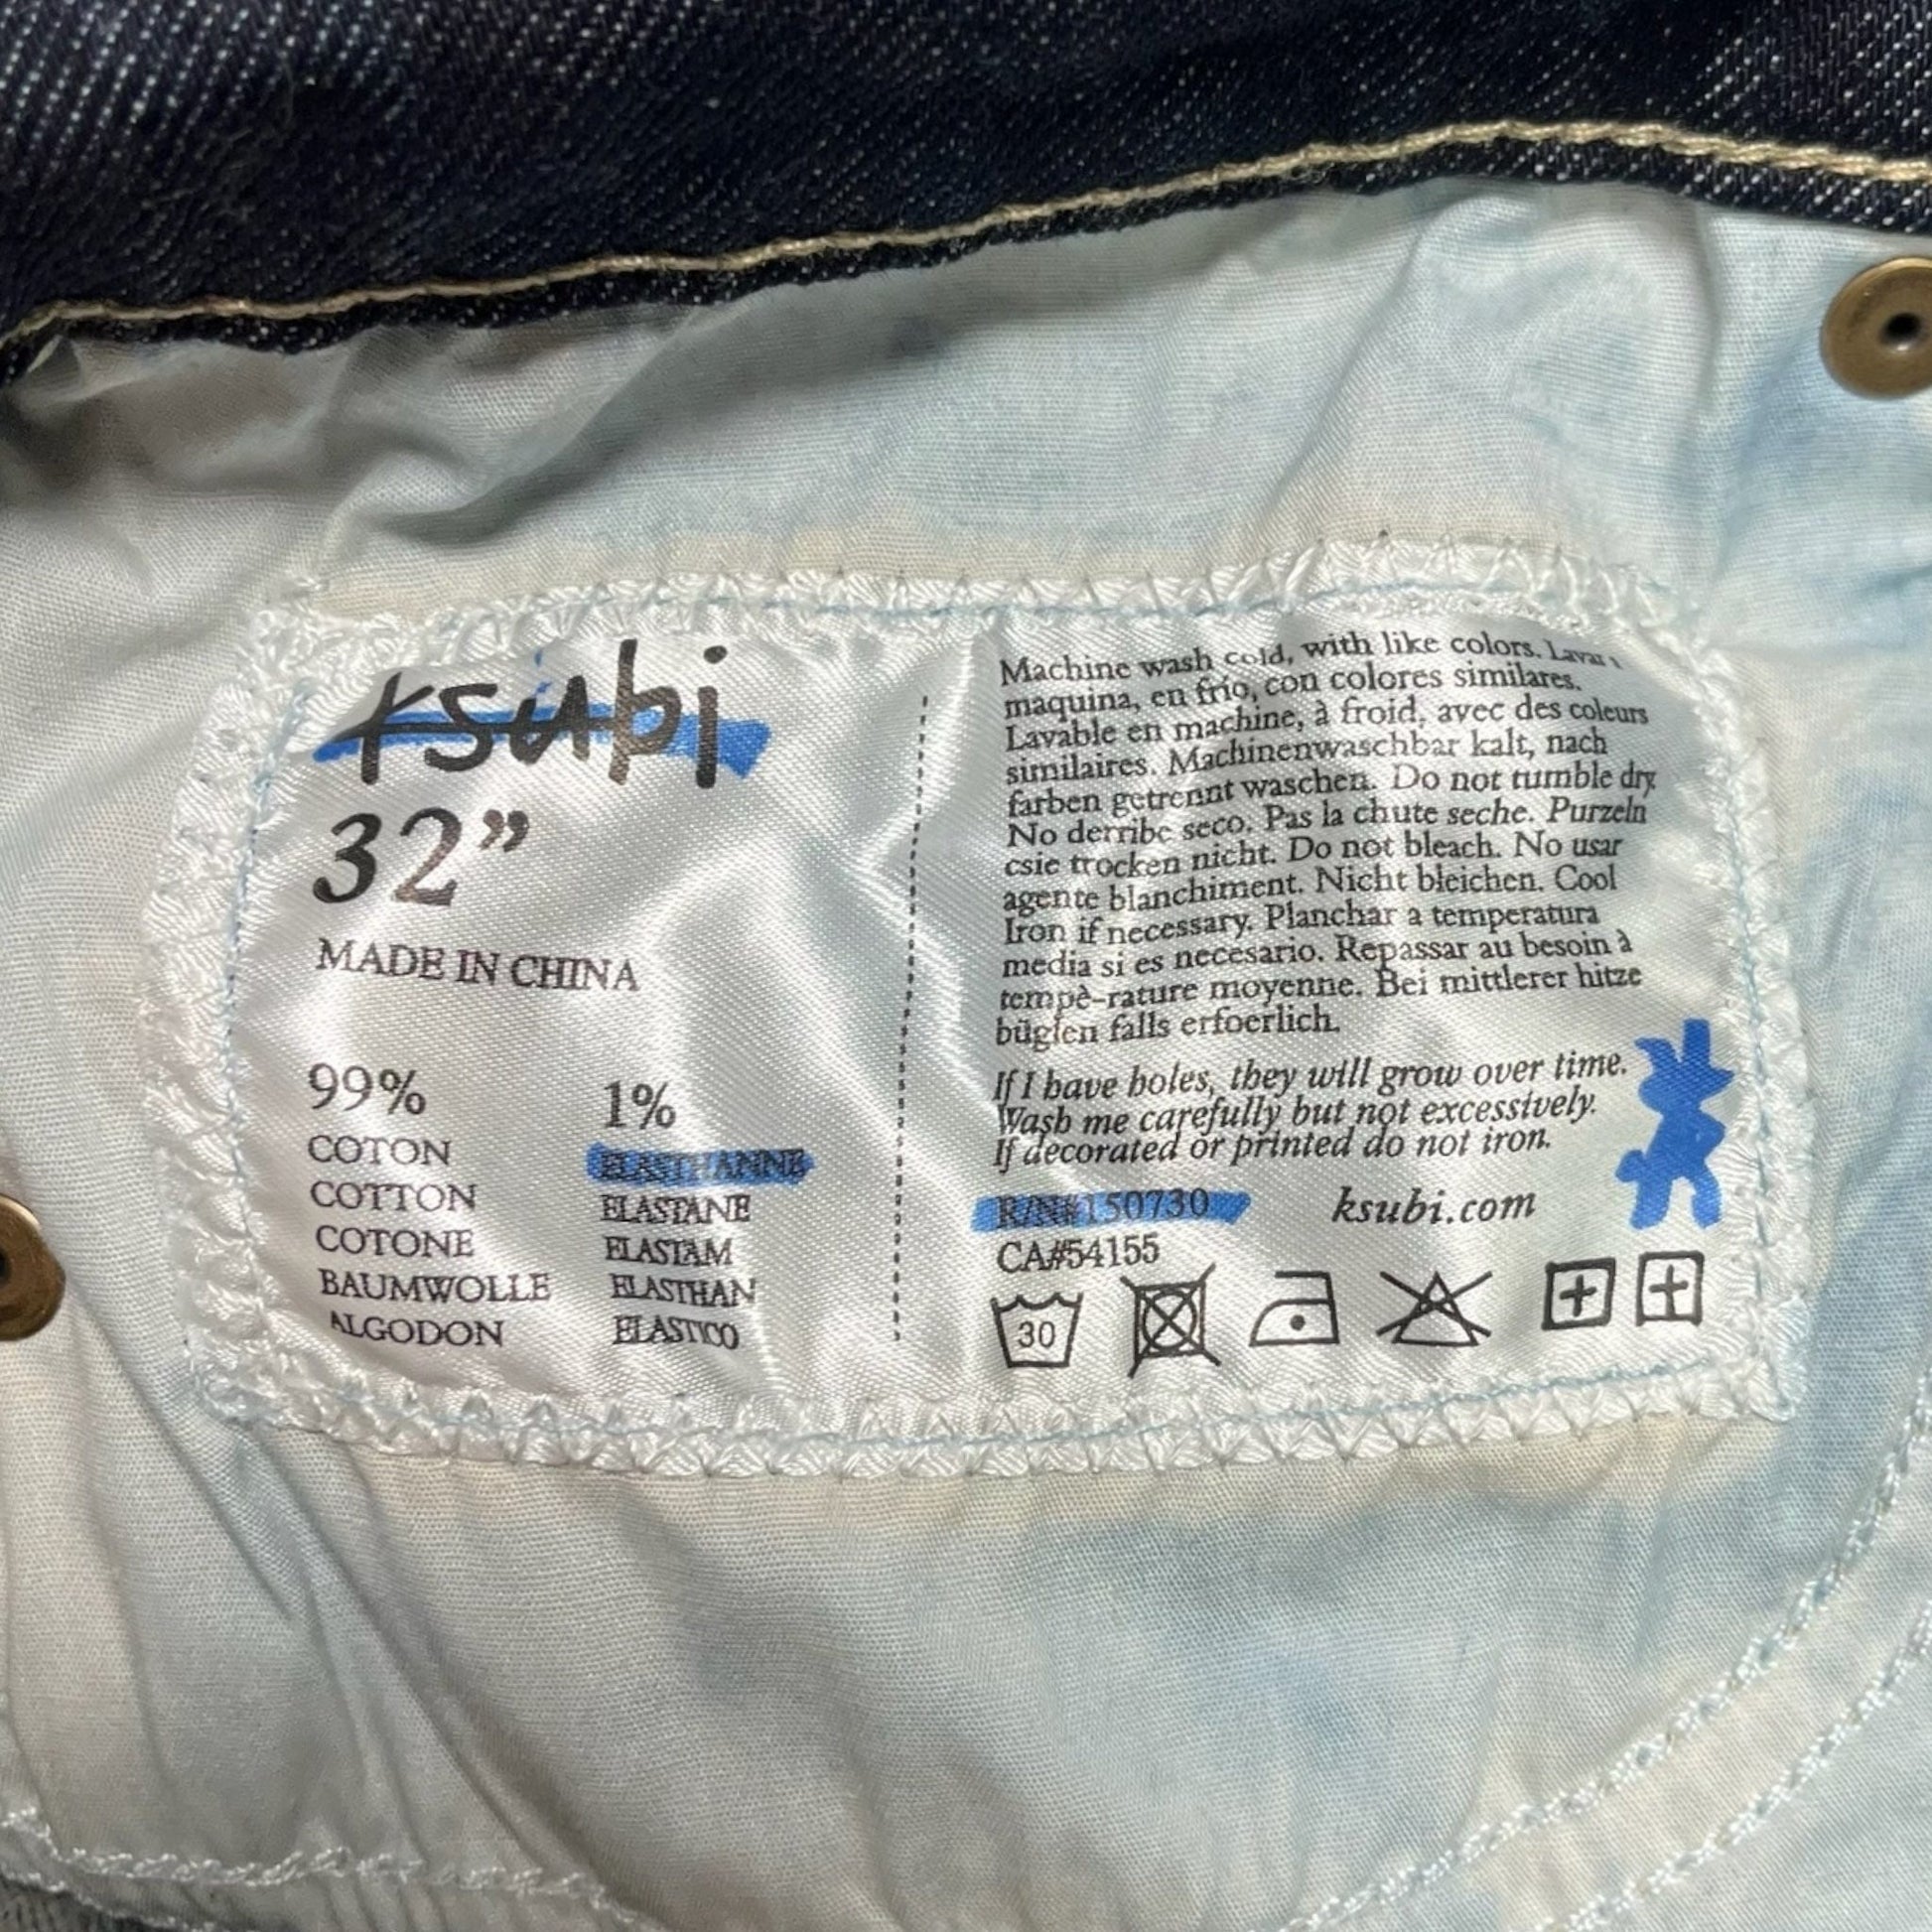 ksubi
32”
MADE IN CHINA
99%
COTON
COTTON
COTONE
BAUMWOLLE
ALGODON
1%
ELASTHANNE
ELASTANE
ELASTAM
ELASTHAN
ELASTICO
Machine wash cold, with like colors. Lavar
maquina, en frio, con colores similares.
Lavable en machine, à froid, avec des coleurs
similaires. Machinenwaschbar kalt, nach
farben getrennt waschen. Do not tumble dry.
No derribe seco. Pas la chute seche. Purzeln
csie trocken nicht. Do not bleach. No usar
agente blanchiment. Nicht bleichen. Cool
Iron if necessary. Planchar a temperatura
media si es necesario. Repassar au besoin à
tempè-rature moyenne. Bei mittlerer hitze
büglen falls erfoerlich.
If I have holes, they will grow over time.
Wash me carefully but not excessively.
If decorated or printed do not iron.
R/N#150730 ksubi.com
CA#54155
30